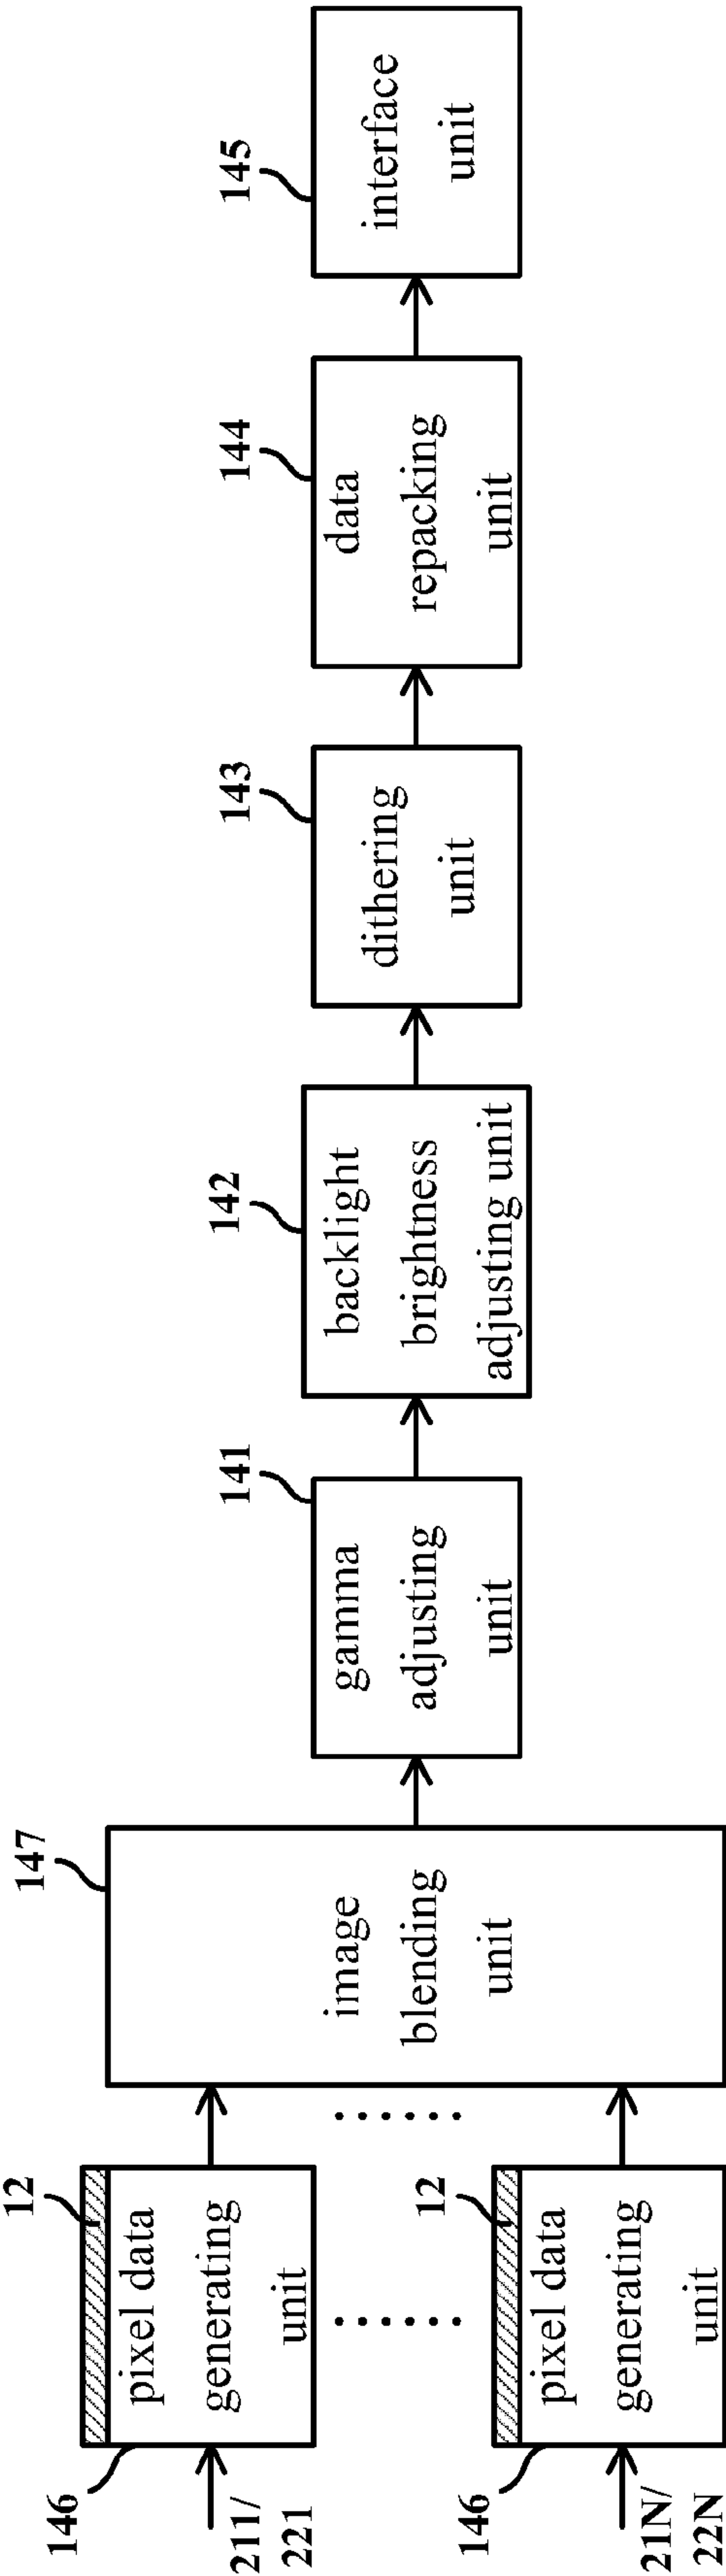 12
146
pixel data
generating
unit
211/
221
......
......
12
146
pixel data
generating
unit
21N/
22N
147
image
blending
unit
141
gamma
adjusting
unit
142
backlight
brightness
adjusting unit
143
dithering
unit
144
data
repacking
unit
145
interface
unit